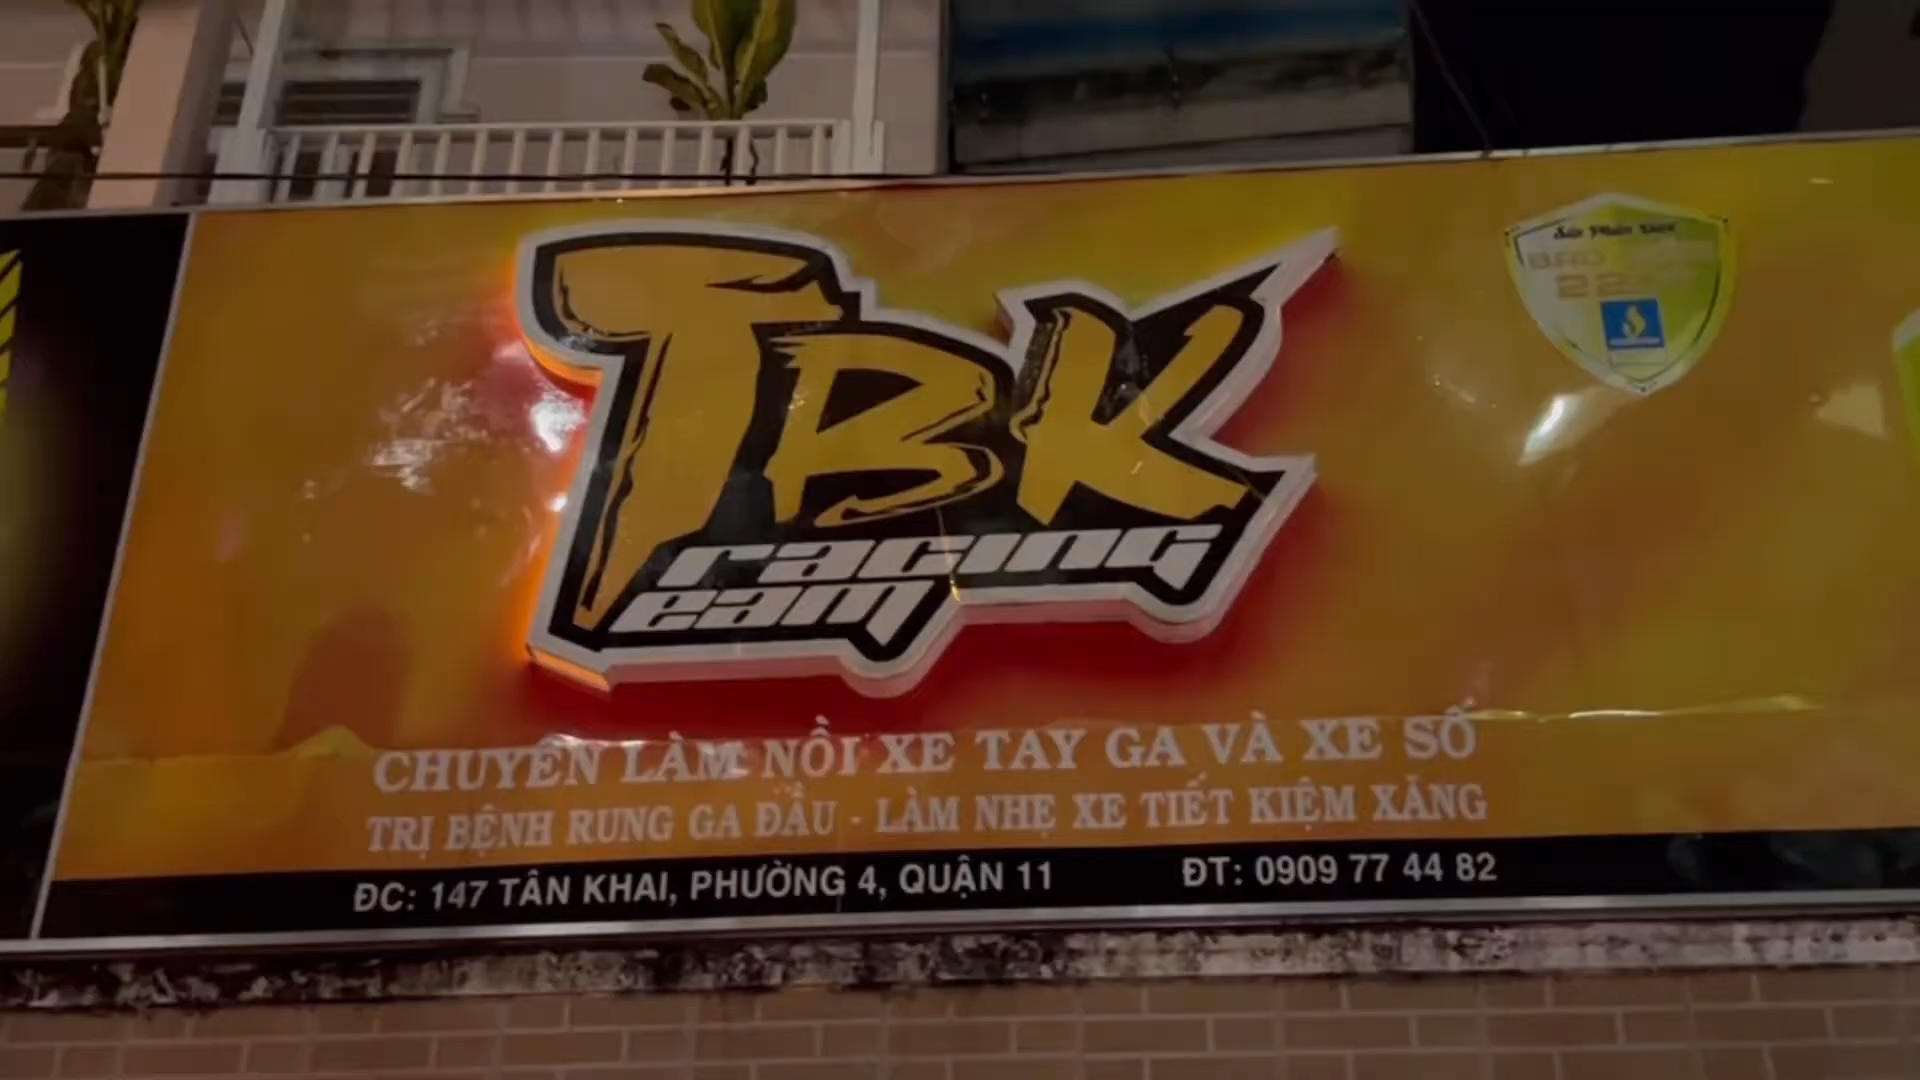 TBK
racing
Team
CHUYÊN LÀM NỒI XE TAY GA VÀ XE SỐ
TRỊ BỆNH RUNG GA ĐẦU - LÀM NHẸ XE TIẾT KIỆM XĂNG
ĐC: 147 TÂN KHAI, PHƯỜNG 4, QUẬN 11
ĐT: 0909 77 44 82